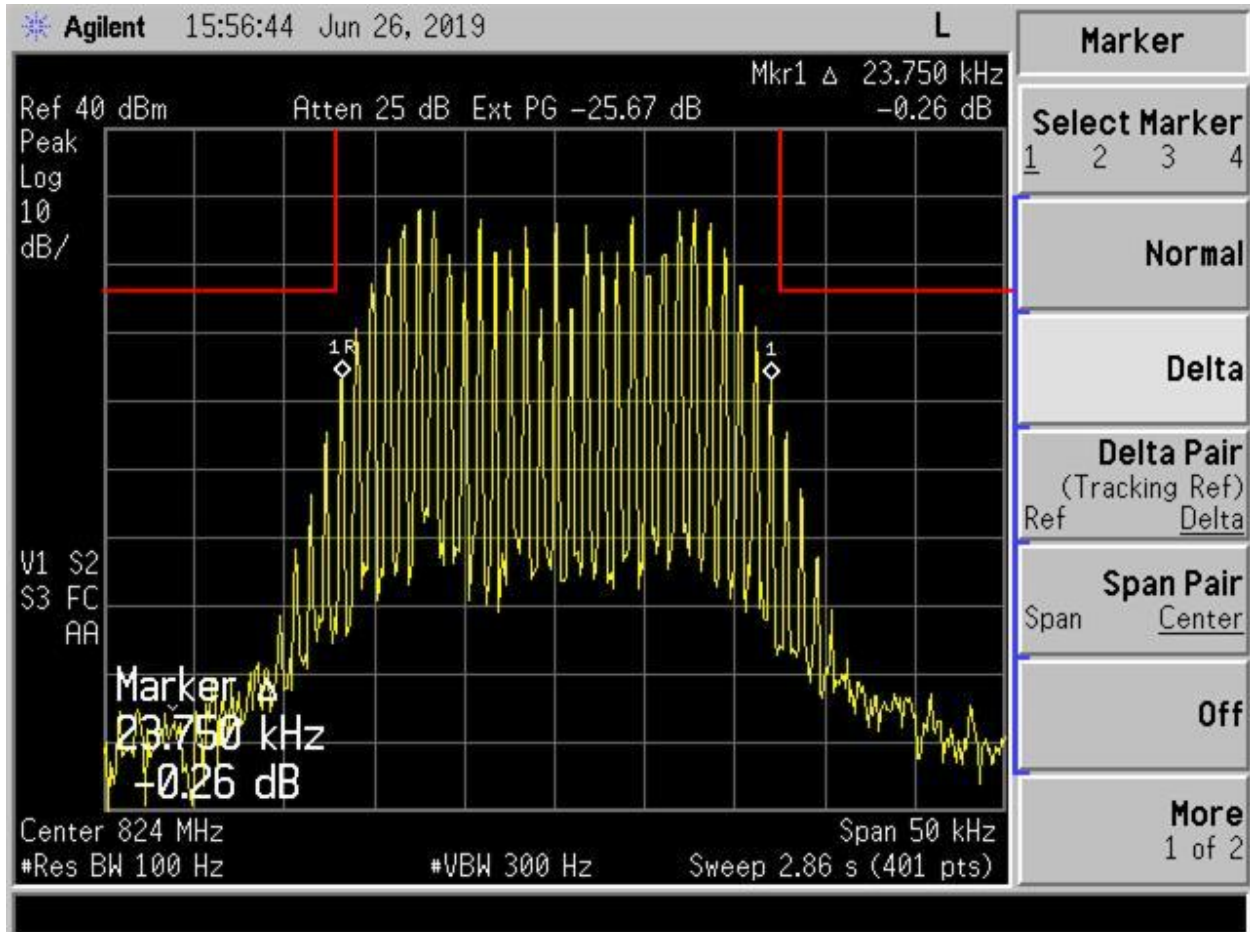 Agilent 15:56:44 Jun 26, 2019 L
Mkr1 Δ 23.750 kHz
Ref 40 dBm Atten 25 dB Ext PG -25.67 dB -0.26 dB
Peak
Log
10
dB/
1R
1
V1 S2
S3 FC
AA
Marker Δ
23.750 kHz
-0.26 dB
Center 824 MHz Span 50 kHz
#Res BW 100 Hz #VBW 300 Hz Sweep 2.86 s (401 pts)
Marker
Select Marker
1 2 3 4
Normal
Delta
Delta Pair
(Tracking Ref)
Ref Delta
Span Pair
Span Center
Off
More
1 of 2